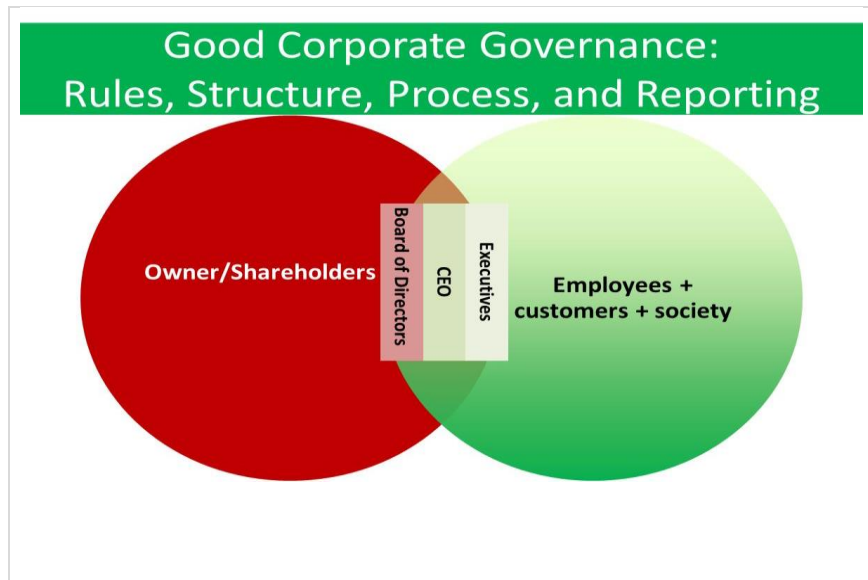 Good Corporate Governance:
Rules, Structure, Process, and Reporting
Owner/Shareholders
Board of Directors
CEO
Executives
Employees +
customers + society